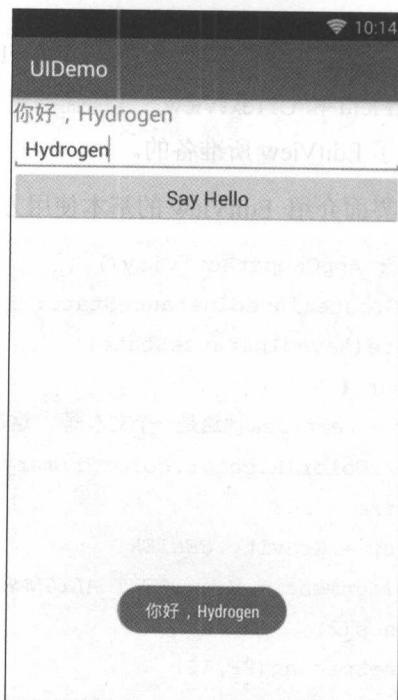 10:14
UIDemo
你好，Hydrogen
Hydrogen
Say Hello
你好，Hydrogen